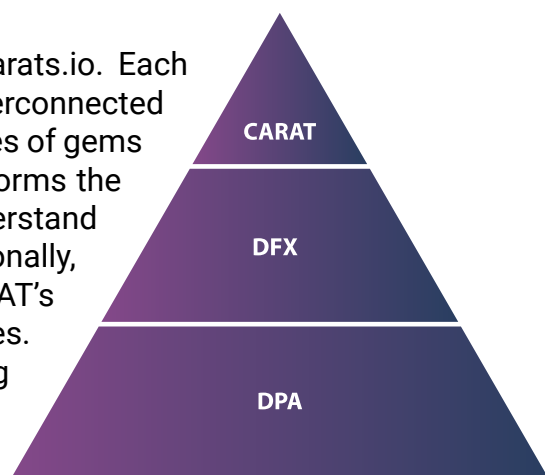 arats.io. Each
erconnected
es of gems
orms the
erstand
onally,
AT's
es.
g
CARAT
DFX
DPA